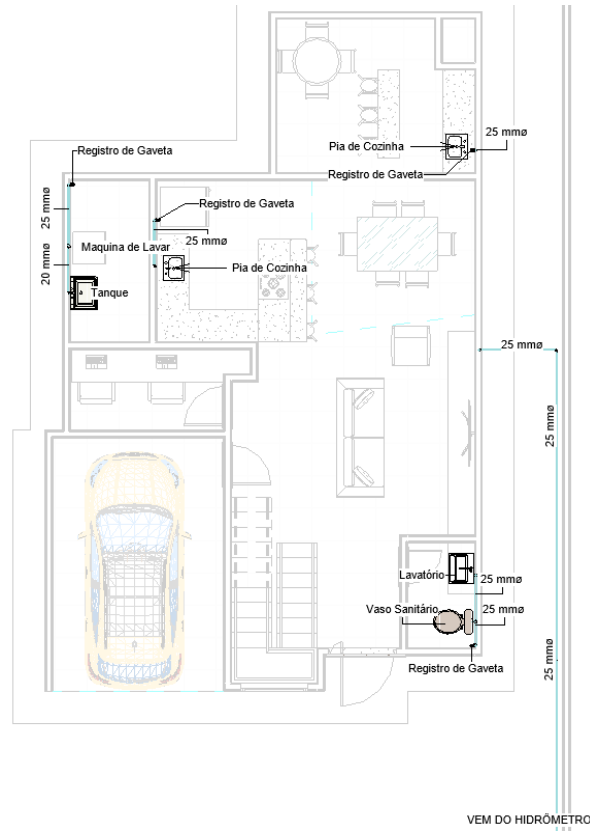 25 mmø
Pia de Cozinha
Registro de Gaveta
Registro de Gaveta
Registro de Gaveta
25 mmø
25 mmø
Maquina de Lavar
Pia de Cozinha
20 mmø
Tanque
25 mmø
25 mmø
Lavatório
25 mmø
Vaso Sanitário
25 mmø
Registro de Gaveta
25 mmø
VEM DO HIDRÔMETRO